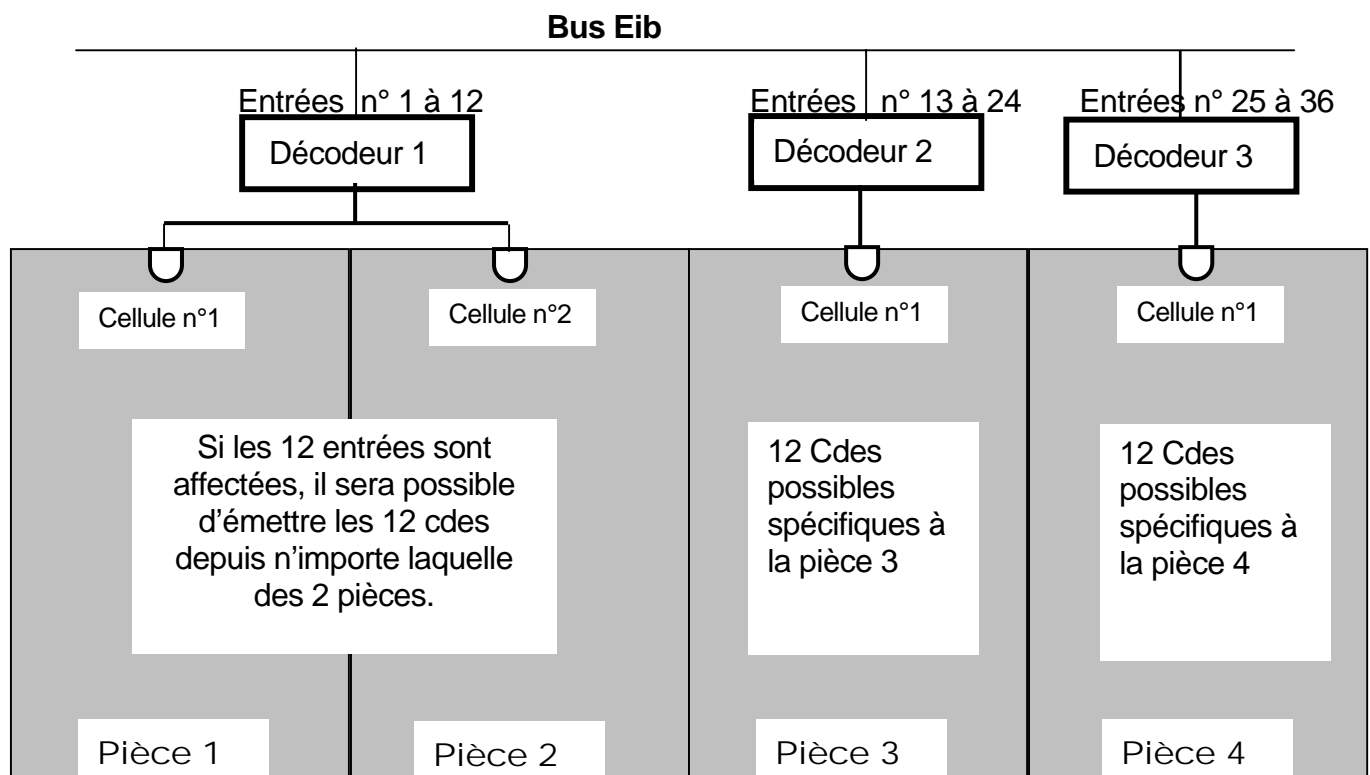 Bus Eib
Entrées n° 1 à 12
Entrées n° 13 à 24
Entrées n° 25 à 36
Décodeur 1
Décodeur 2
Décodeur 3
Cellule n°1
Cellule n°2
Cellule n°1
Cellule n°1
Si les 12 entrées sont
affectées, il sera possible
d'émettre les 12 cdes
depuis n'importe laquelle
des 2 pièces.
12 Cdes
possibles
spécifiques à
la pièce 3
12 Cdes
possibles
spécifiques à
la pièce 4
Pièce 1
Pièce 2
Pièce 3
Pièce 4